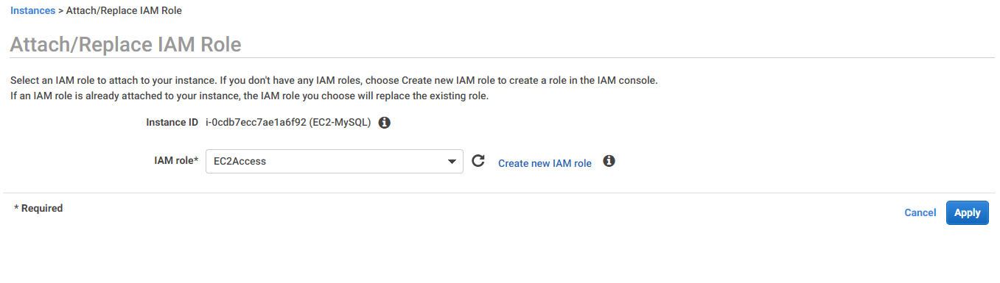 Instances > Attach/Replace IAM Role
Attach/Replace IAM Role
Select an IAM role to attach to your instance. If you don't have any IAM roles, choose Create new IAM role to create a role in the IAM console.
If an IAM role is already attached to your instance, the IAM role you choose will replace the existing role.
Instance ID i-0cdb7ecc7ae1a6f92 (EC2-MySQL)
IAM role* EC2Access Create new IAM role
* Required
Cancel Apply